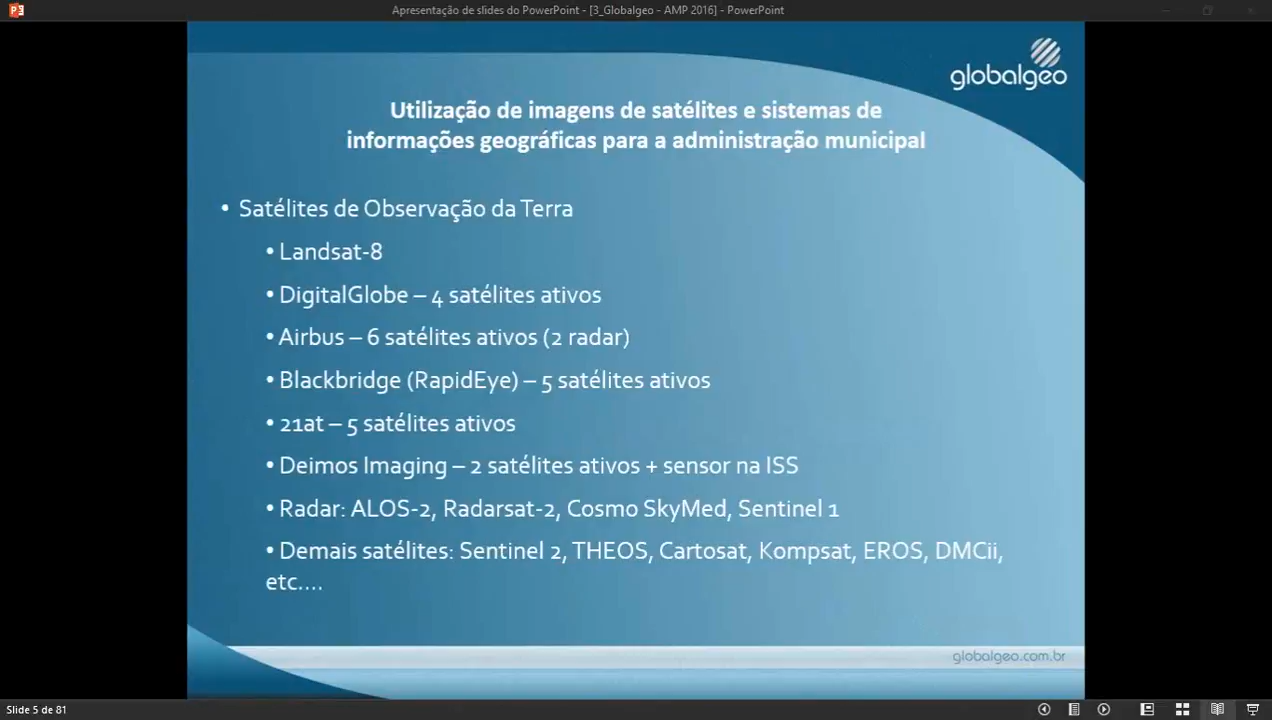 Apresentação de slides do PowerPoint - [3_Globalgeo - AMP 2016] - PowerPoint
globalgeo
Utilização de imagens de satélites e sistemas de
informações geográficas para a administração municipal
• Satélites de Observação da Terra
• Landsat-8
• DigitalGlobe – 4 satélites ativos
• Airbus – 6 satélites ativos (2 radar)
• Blackbridge (RapidEye) – 5 satélites ativos
• 21at – 5 satélites ativos
• Deimos Imaging – 2 satélites ativos + sensor na ISS
• Radar: ALOS-2, Radarsat-2, Cosmo SkyMed, Sentinel 1
• Demais satélites: Sentinel 2, THEOS, Cartosat, Kompsat, EROS, DMCii,
etc....
globalgeo.com.br
Slide 5 de 81